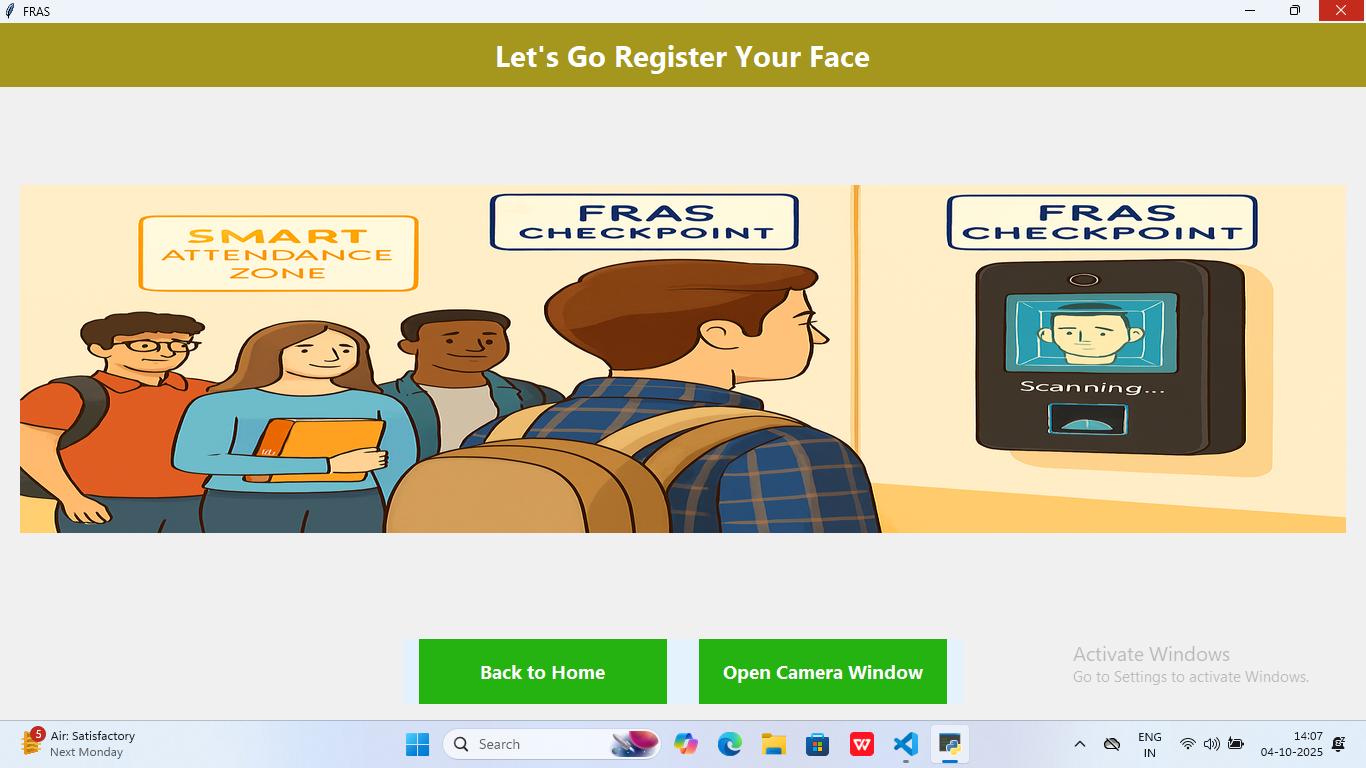 FRAS
Let's Go Register Your Face
SMART
ATTENDANCE
ZONE
FRAS
CHECKPOINT
FRAS
CHECKPOINT
Scanning...
Back to Home
Open Camera Window
Activate Windows
Go to Settings to activate Windows.
5
Air: Satisfactory
Next Monday
Search
W
ENG
IN
14:07
04-10-2025